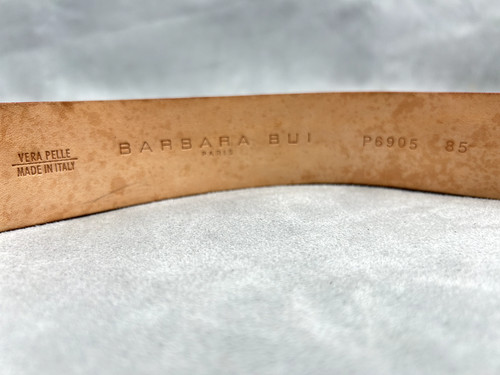 VERA PELLE
MADE IN ITALY
BARBARA BUI
PARIS
P6905 85